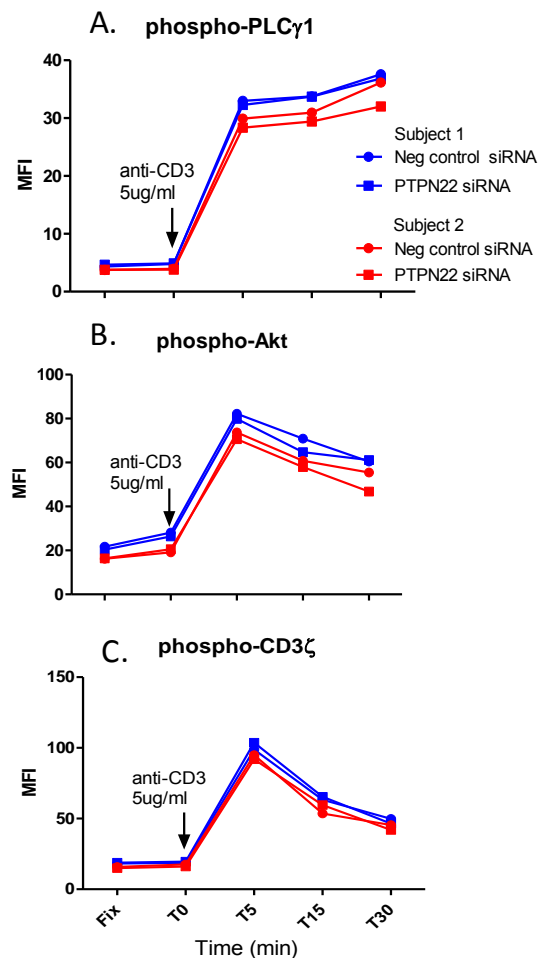 A. phospho-PLCγ1
40
30
20
10
0
MFI
anti-CD3
5ug/ml
Subject 1
Neg control siRNA
PTPN22 siRNA
Subject 2
Neg control siRNA
PTPN22 siRNA
B. phospho-Akt
100
80
60
40
20
0
MFI
anti-CD3
5ug/ml
C. phospho-CD3ζ
150
100
50
0
MFI
anti-CD3
5ug/ml
Fix T0 T5 T15 T30
Time (min)